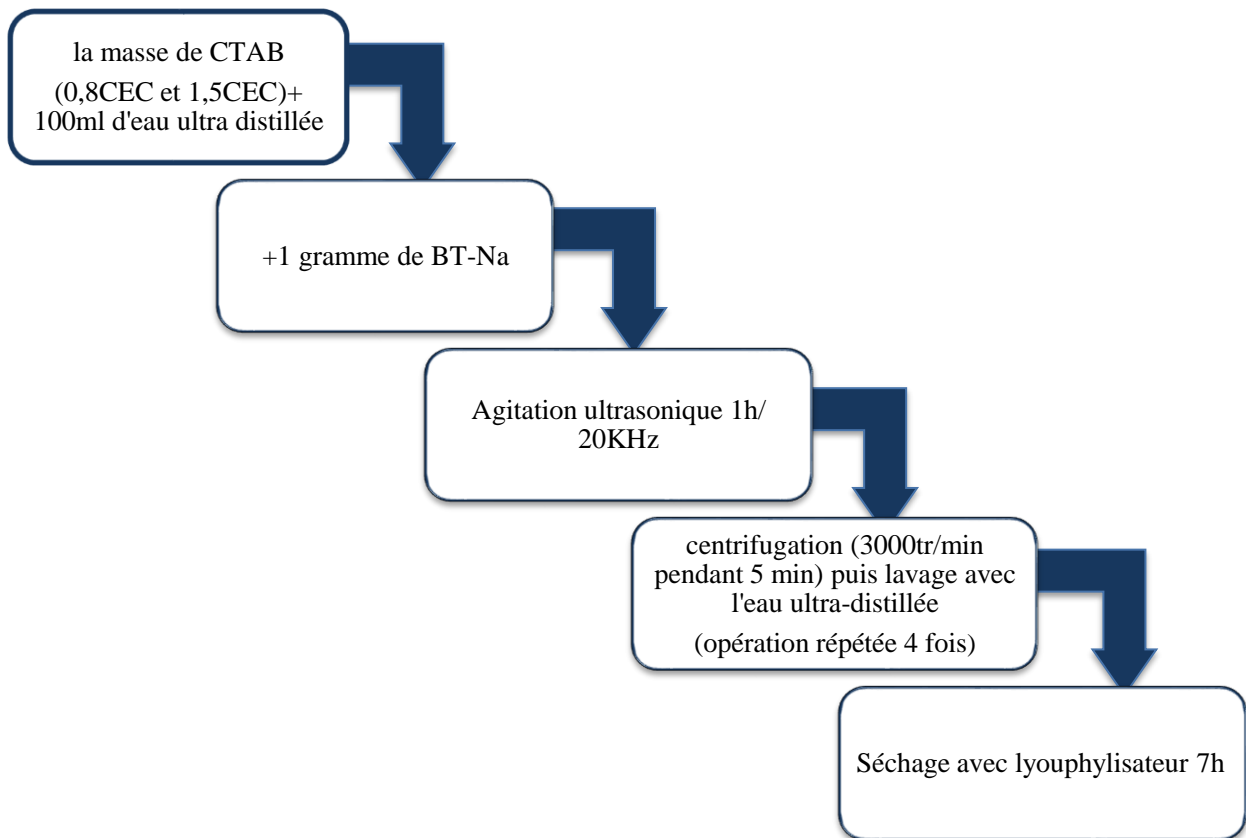 la masse de CTAB
(0,8CEC et 1,5CEC)+
100ml d'eau ultra distillée
+1 gramme de BT-Na
Agitation ultrasonique 1h/
20KHz
centrifugation (3000tr/min
pendant 5 min) puis lavage avec
l'eau ultra-distillée
(opération répétée 4 fois)
Séchage avec lyouphylisateur 7h